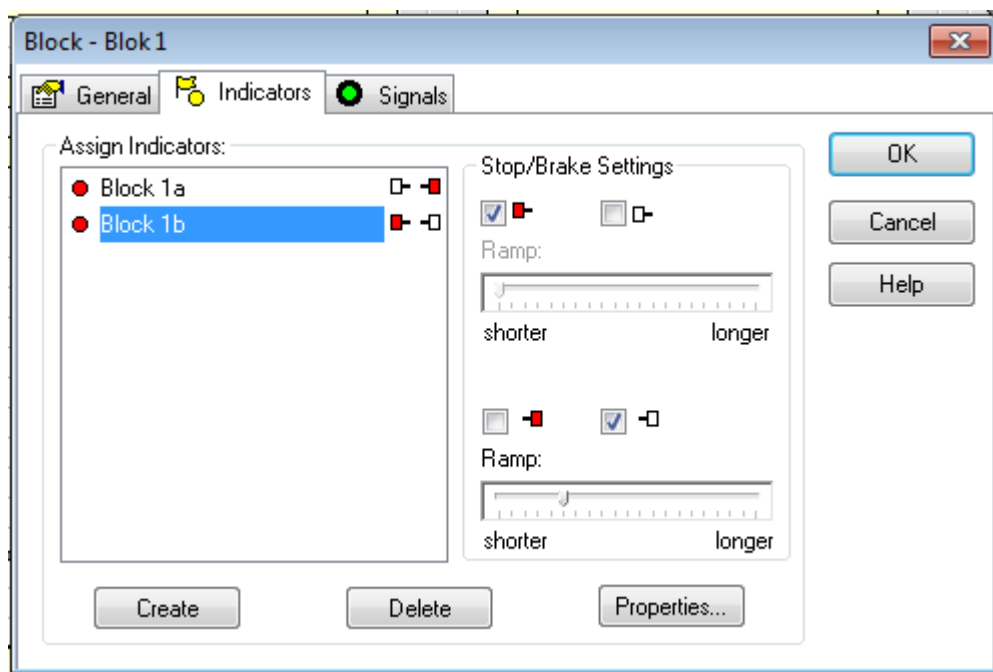 Block - Blok 1
General Indicators Signals
Assign Indicators:
Block 1a
Block 1b
Stop/Brake Settings
Ramp:
shorter longer
Ramp:
shorter longer
Create Delete Properties...
OK
Cancel
Help